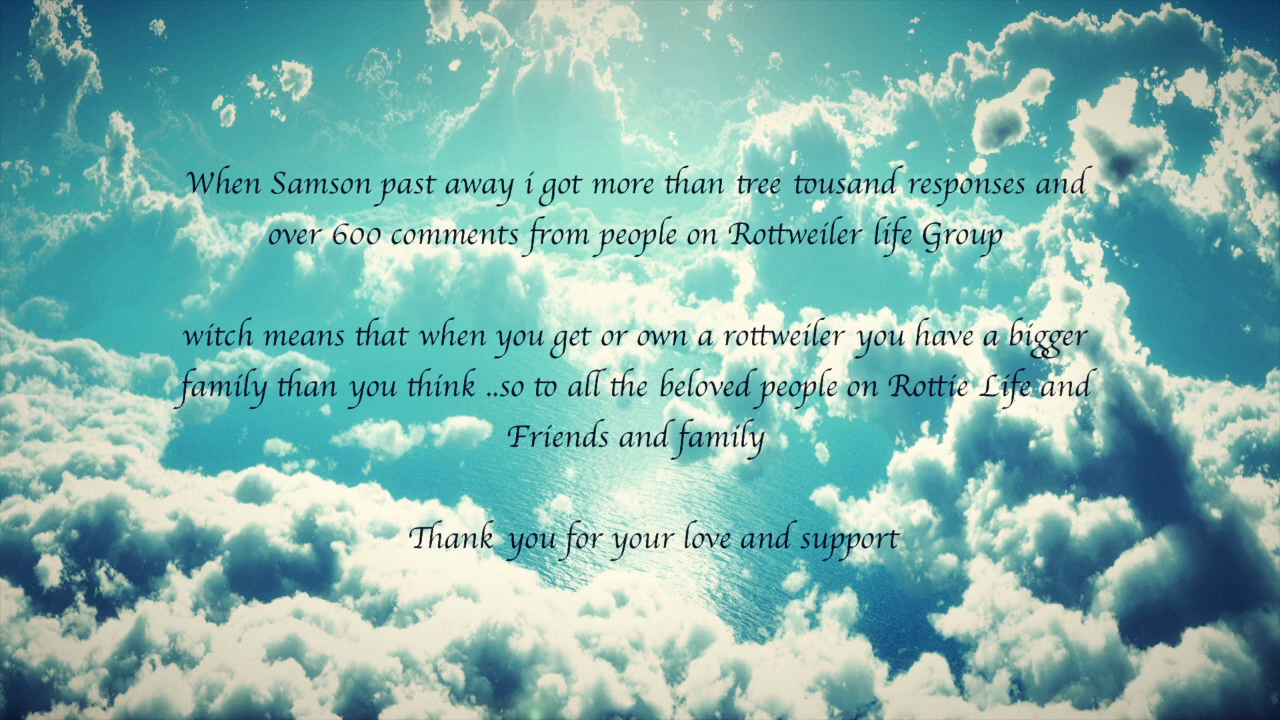 When Samson past away i got more than tree tousand responses and
over 600 comments from people on Rottweiler life Group
witch means that when you get or own a rottweiler you have a bigger
family than you think ..so to all the beloved people on Rottie Life and
Friends and family
Thank you for your love and support